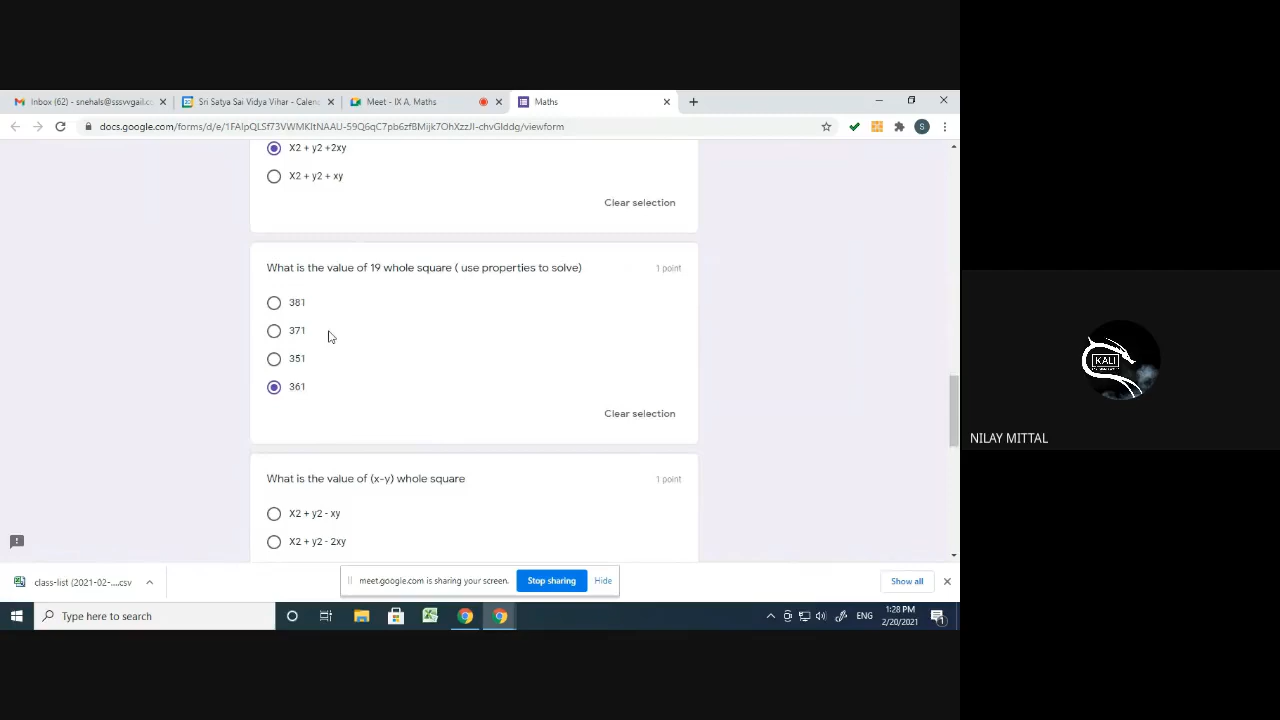 Inbox (62) - snehals@sssvvgail.c
Sri Satya Sai Vidya Vihar - Calen
Meet - IX A, Maths
Maths
docs.google.com/forms/d/e/1FAIpQLSf73VWMKItNAAU-59Q6qC7pb6zfBMijk7OhXzzJI-chvGlddg/viewform
S
X2 + y2 +2xy
X2 + y2 + xy
Clear selection
What is the value of 19 whole square ( use properties to solve)
1 point
381
371
351
361
Clear selection
What is the value of (x-y) whole square
1 point
X2 + y2 - xy
X2 + y2 - 2xy
class-list (2021-02-....csv
meet.google.com is sharing your screen.
Stop sharing
Hide
Show all
Type here to search
ENG
1:28 PM
2/20/2021
1
KALI
NILAY MITTAL